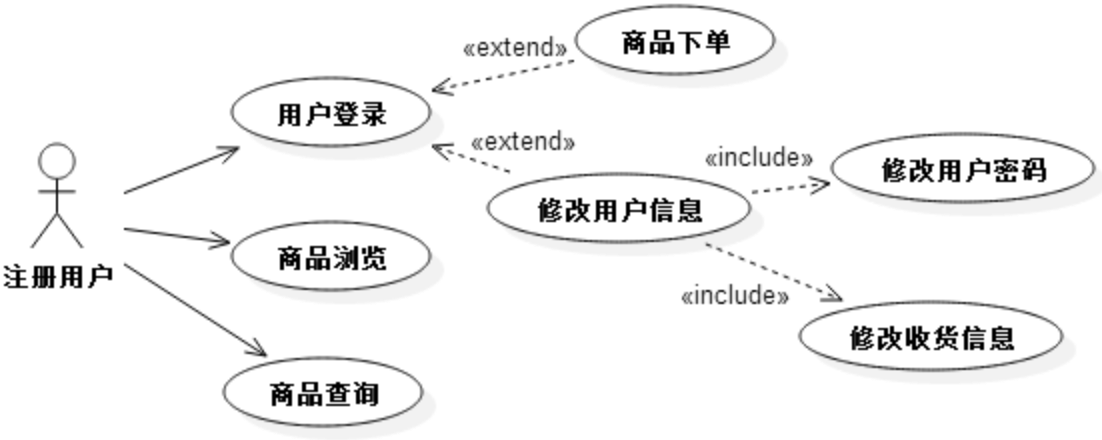 商品下单
«extend»
用户登录
«extend»
«include»
修改用户密码
修改用户信息
商品浏览
注册用户
«include»
修改收货信息
商品查询